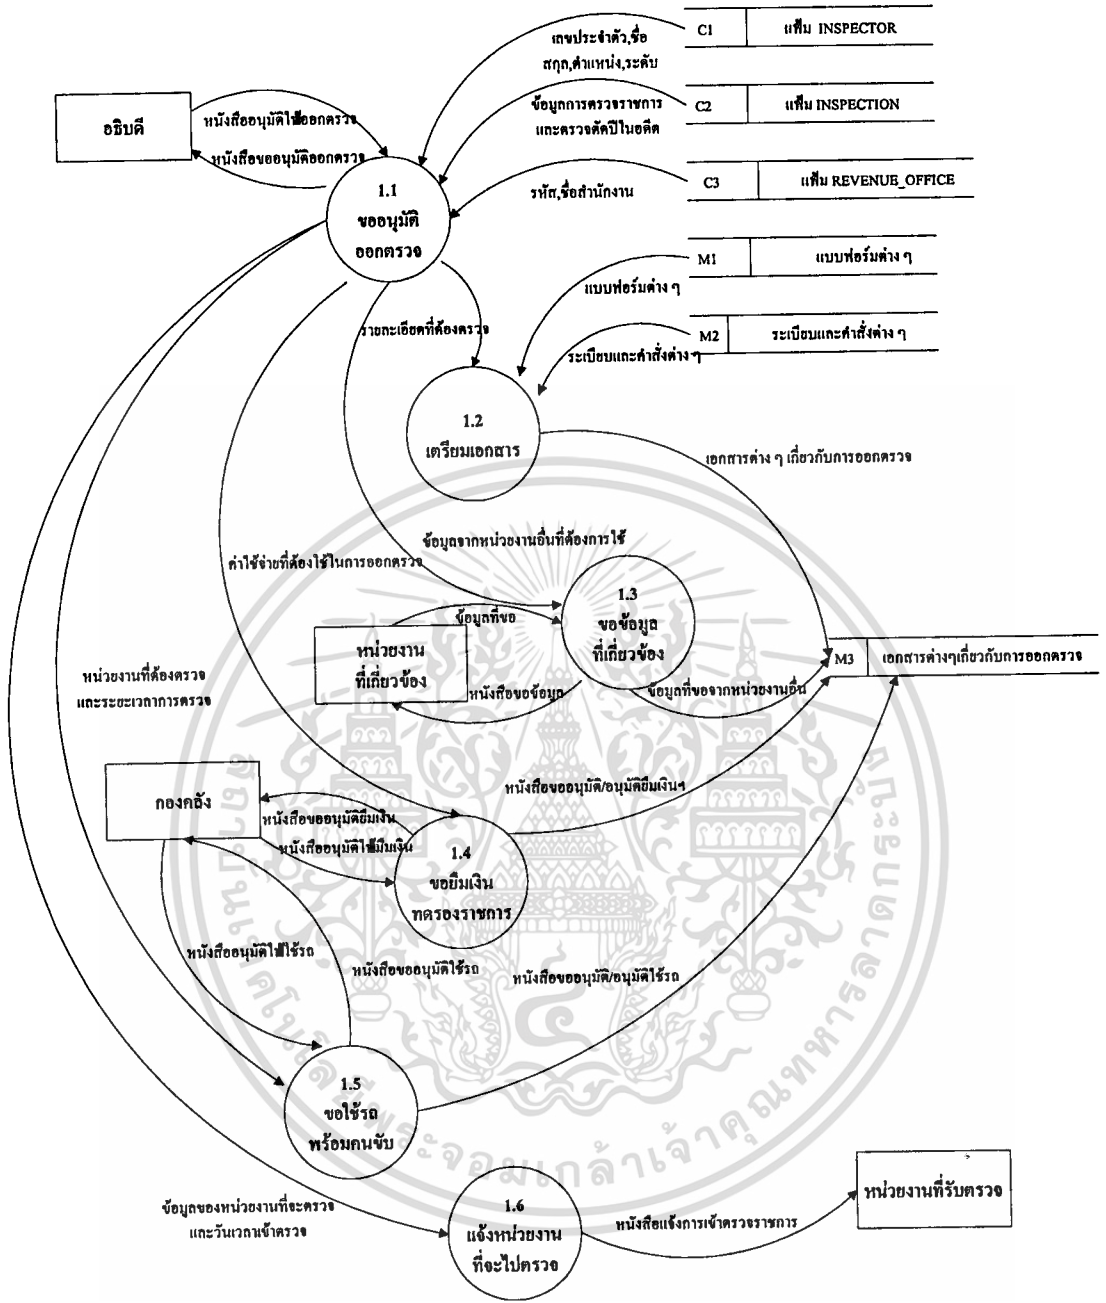 C1 แฟ้ม INSPECTOR
เลขประจำตัว,ชื่อ
สกุล,ตำแหน่ง,ระดับ
C2 แฟ้ม INSPECTION
ข้อมูลการตรวจราชการ
และตรวจตัดปีในอดีต
อธิบดี
หนังสืออนุมัติให้ออกตรวจ
หนังสือขออนุมัติออกตรวจ
C3 แฟ้ม REVENUE_OFFICE
รหัส,ชื่อสำนักงาน
1.1
ขออนุมัติ
ออกตรวจ
M1 แบบฟอร์มต่าง ๆ
แบบฟอร์มต่าง ๆ
รายละเอียดที่ต้องตรวจ
M2 ระเบียบและคำสั่งต่าง ๆ
ระเบียบและคำสั่งต่าง ๆ
1.2
เตรียมเอกสาร
เอกสารต่าง ๆ เกี่ยวกับการออกตรวจ
ข้อมูลจากหน่วยงานอื่นที่ต้องการใช้
ค่าใช้จ่ายที่ต้องใช้ในการออกตรวจ
1.3
ขอข้อมูล
ที่เกี่ยวข้อง
ข้อมูลที่ขอ
หน่วยงาน
ที่เกี่ยวข้อง
หนังสือขอข้อมูล
ข้อมูลที่ขอจากหน่วยงานอื่น
M3 เอกสารต่างๆเกี่ยวกับการออกตรวจ
หน่วยงานที่ต้องตรวจ
และระยะเวลาการตรวจ
กองคลัง
หนังสือขออนุมัติยืมเงิน
หนังสืออนุมัติให้ยืมเงิน
หนังสือขออนุมัติ/อนุมัติยืมเงินฯ
1.4
ขอยืมเงิน
ทดรองราชการ
หนังสืออนุมัติให้ใช้รถ
หนังสือขออนุมัติใช้รถ
หนังสือขออนุมัติ/อนุมัติใช้รถ
1.5
ขอใช้รถ
พร้อมคนขับ
ข้อมูลของหน่วยงานที่จะตรวจ
และวันเวลาเข้าตรวจ
1.6
แจ้งหน่วยงาน
ที่จะไปตรวจ
หนังสือแจ้งการเข้าตรวจราชการ
หน่วยงานที่รับตรวจ
พระจอมเกล้าเจ้าคุณทหารลาดกระบัง